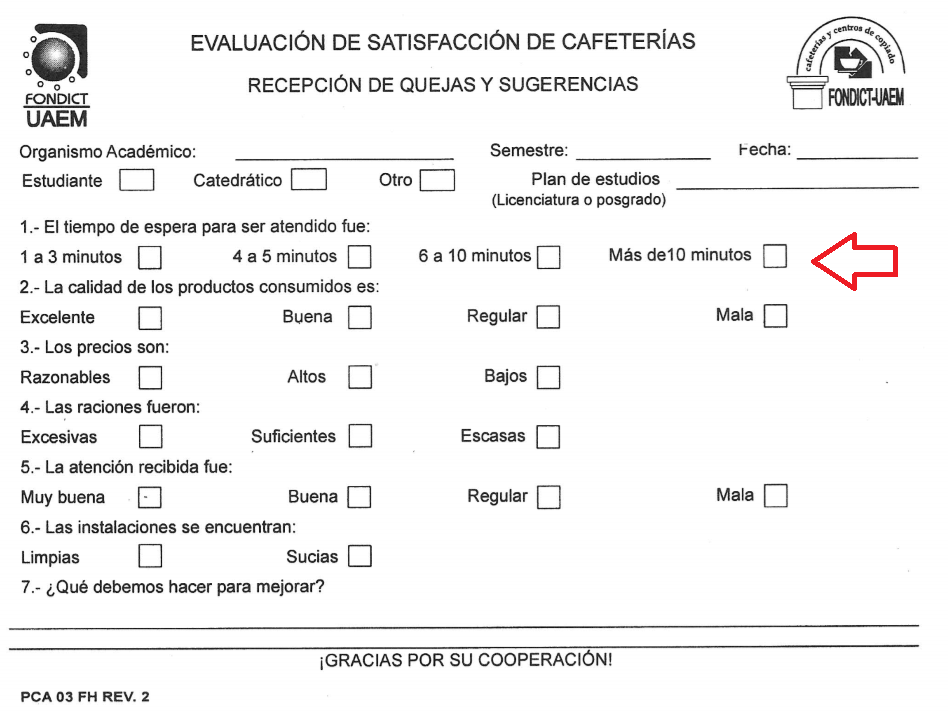 EVALUACIÓN DE SATISFACCIÓN DE CAFETERÍAS
RECEPCIÓN DE QUEJAS Y SUGERENCIAS
FONDICT
UAEM
cafeterías y centros de copiado
FONDICT-UAEM
Organismo Académico: Semestre: Fecha:
Estudiante Catedrático Otro Plan de estudios
(Licenciatura o posgrado)
1.- El tiempo de espera para ser atendido fue:
1 a 3 minutos 4 a 5 minutos 6 a 10 minutos Más de10 minutos
2.- La calidad de los productos consumidos es:
Excelente Buena Regular Mala
3.- Los precios son:
Razonables Altos Bajos
4.- Las raciones fueron:
Excesivas Suficientes Escasas
5.- La atención recibida fue:
Muy buena Buena Regular Mala
6.- Las instalaciones se encuentran:
Limpias Sucias
7.- ¿Qué debemos hacer para mejorar?
¡GRACIAS POR SU COOPERACIÓN!
PCA 03 FH REV. 2